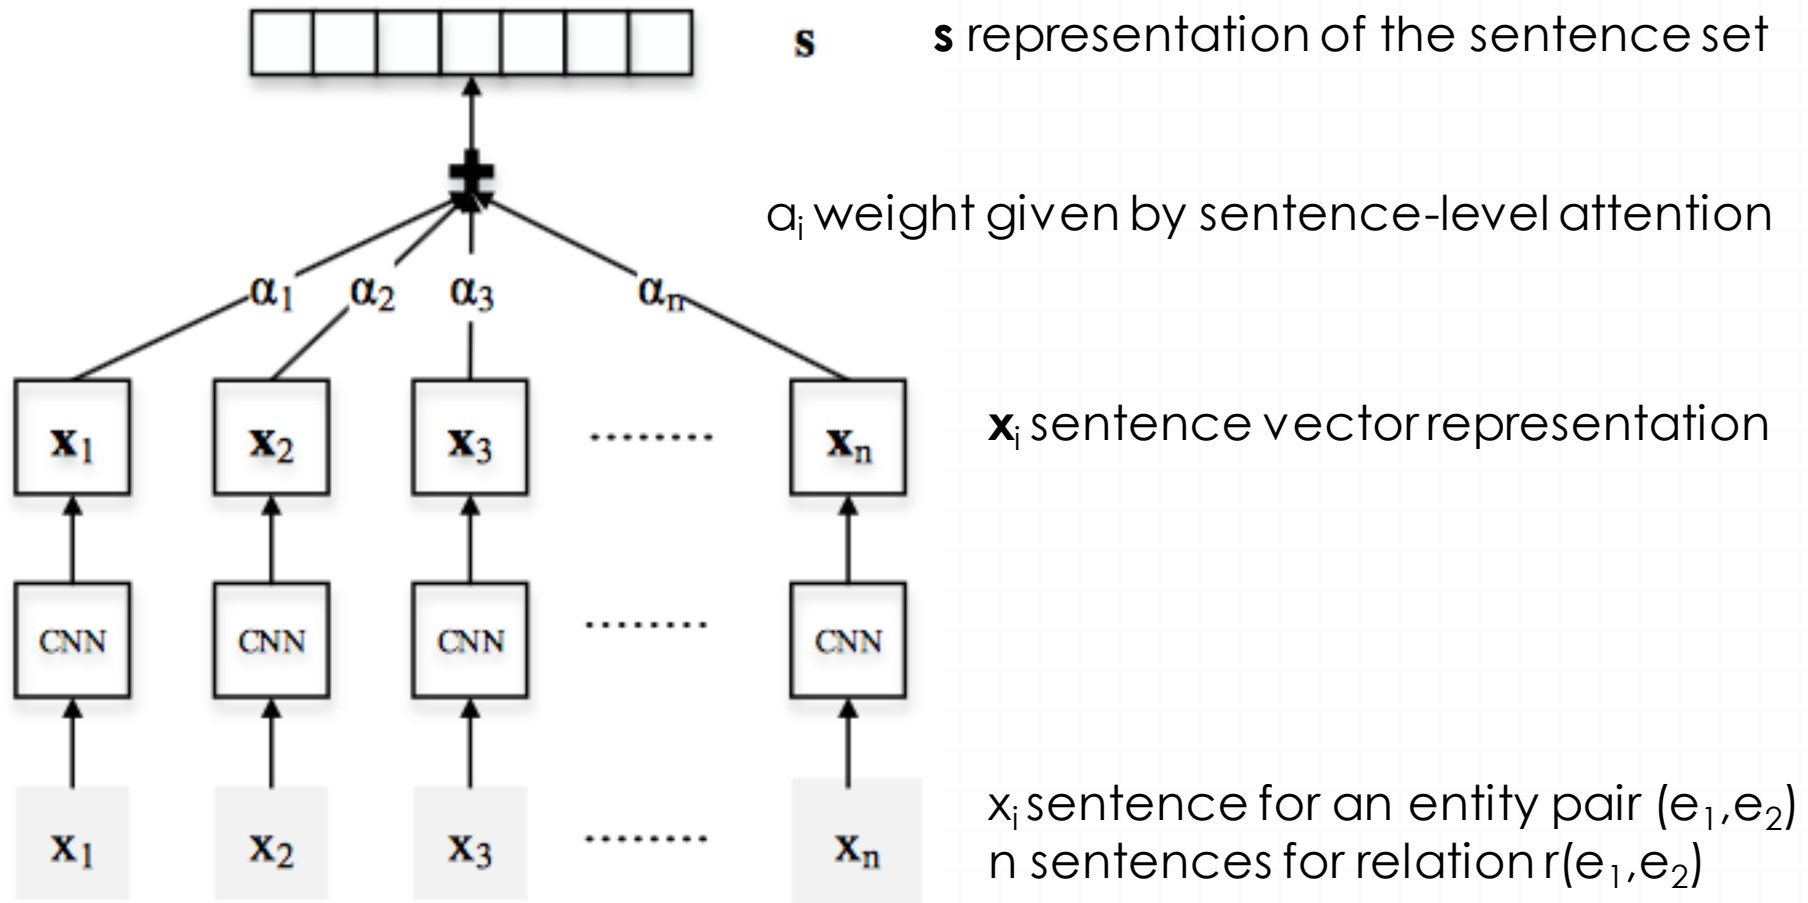 s s representation of the sentence set
aᵢ weight given by sentence-level attention
α₁ α₂ α₃ αₙ
x₁ x₂ x₃ ········ xₙ xᵢ sentence vector representation
CNN CNN CNN ········ CNN
x₁ x₂ x₃ ········ xₙ
xᵢ sentence for an entity pair (e₁,e₂)
n sentences for relation r(e₁,e₂)